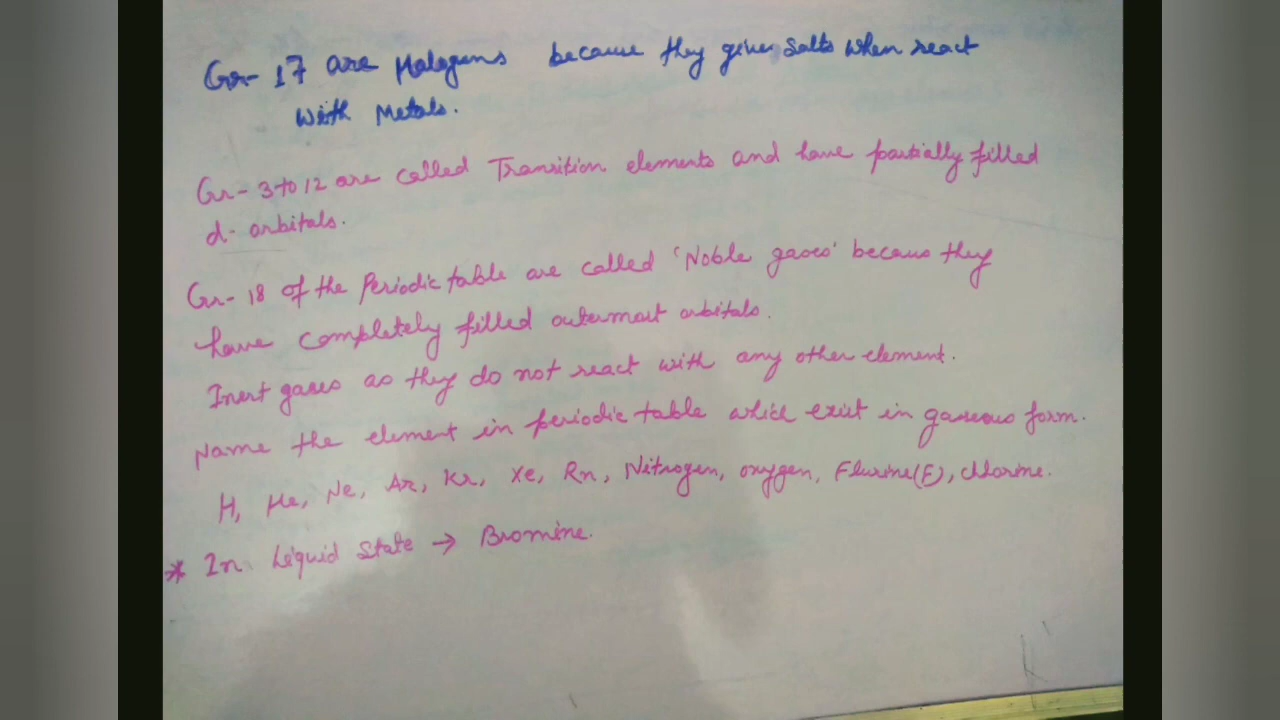 Gr- 17 are Halogens because they gives salts when react
with Metals.
Gr- 3 to 12 are called Transition elements and have partially filled
d- orbitals.
Gr- 18 of the Periodic table are called 'Noble gases' becaus they
have completely filled outermost orbitals.
Inert gases as they do not react with any other element.
Name the element in periodic table which exist in gaseous form.
H, He, Ne, Ar, Kr, Xe, Rn, Nitrogen, oxygen, Flurine(F), chlorine.
* In Liquid State → Bromine.